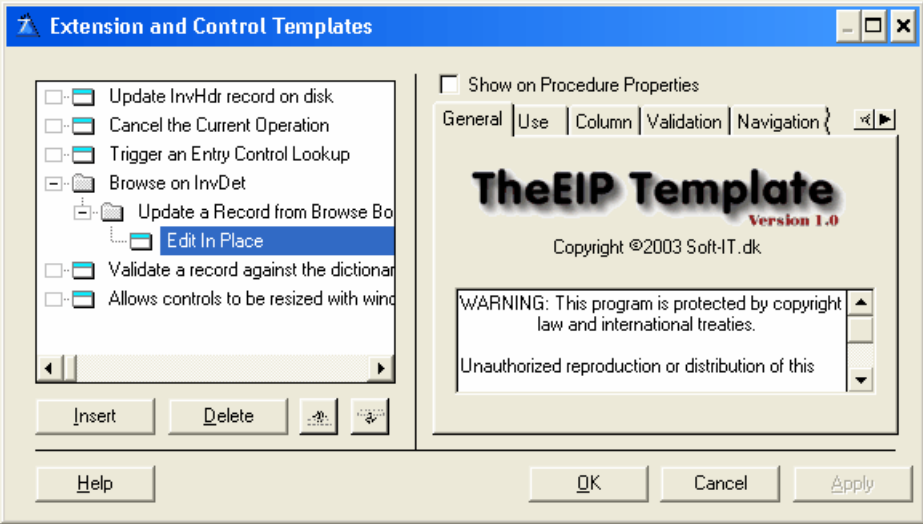 Extension and Control Templates
Update InvHdr record on disk
Cancel the Current Operation
Trigger an Entry Control Lookup
Browse on InvDet
Update a Record from Browse Bo
Edit In Place
Validate a record against the dictionar
Allows controls to be resized with wind
Insert
Delete
Show on Procedure Properties
General
Use
Column
Validation
Navigation
TheEIP Template
Version 1.0
Copyright ©2003 Soft-IT.dk
WARNING: This program is protected by copyright
law and international treaties.
Unauthorized reproduction or distribution of this
Help
OK
Cancel
Apply